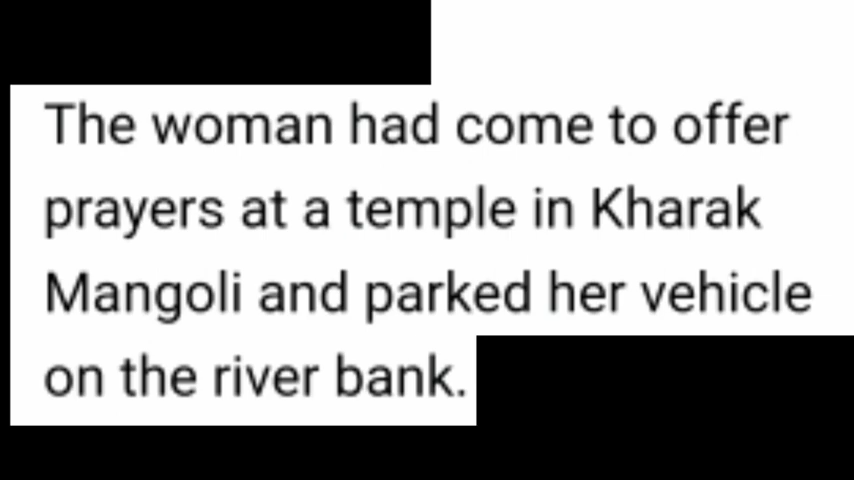 The woman had come to offer
prayers at a temple in Kharak
Mangoli and parked her vehicle
on the river bank.